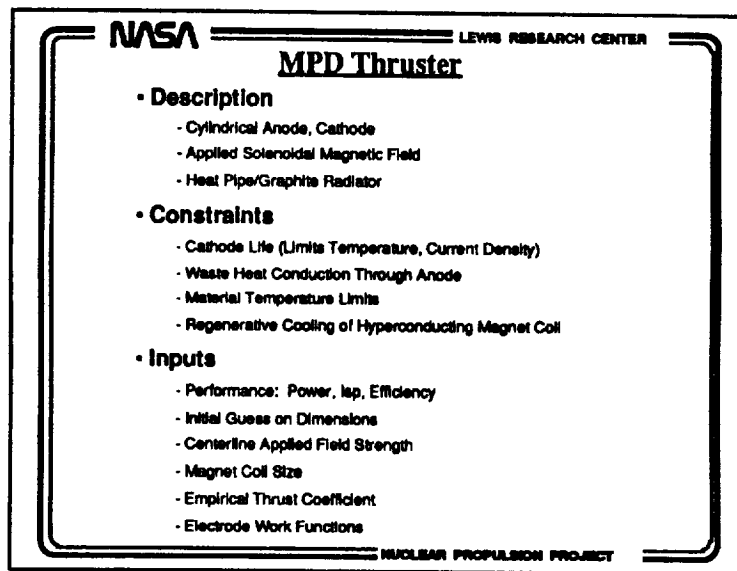 NASA
LEWIS RESEARCH CENTER
MPD Thruster
· Description
- Cylindrical Anode, Cathode
- Applied Solenoidal Magnetic Field
- Heat Pipe/Graphite Radiator
· Constraints
- Cathode Life (Limits Temperature, Current Density)
- Waste Heat Conduction Through Anode
- Material Temperature Limits
- Regenerative Cooling of Hyperconducting Magnet Coil
· Inputs
- Performance: Power, Isp, Efficiency
- Initial Guess on Dimensions
- Centerline Applied Field Strength
- Magnet Coil Size
- Empirical Thrust Coefficient
- Electrode Work Functions
NUCLEAR PROPULSION PROJECT